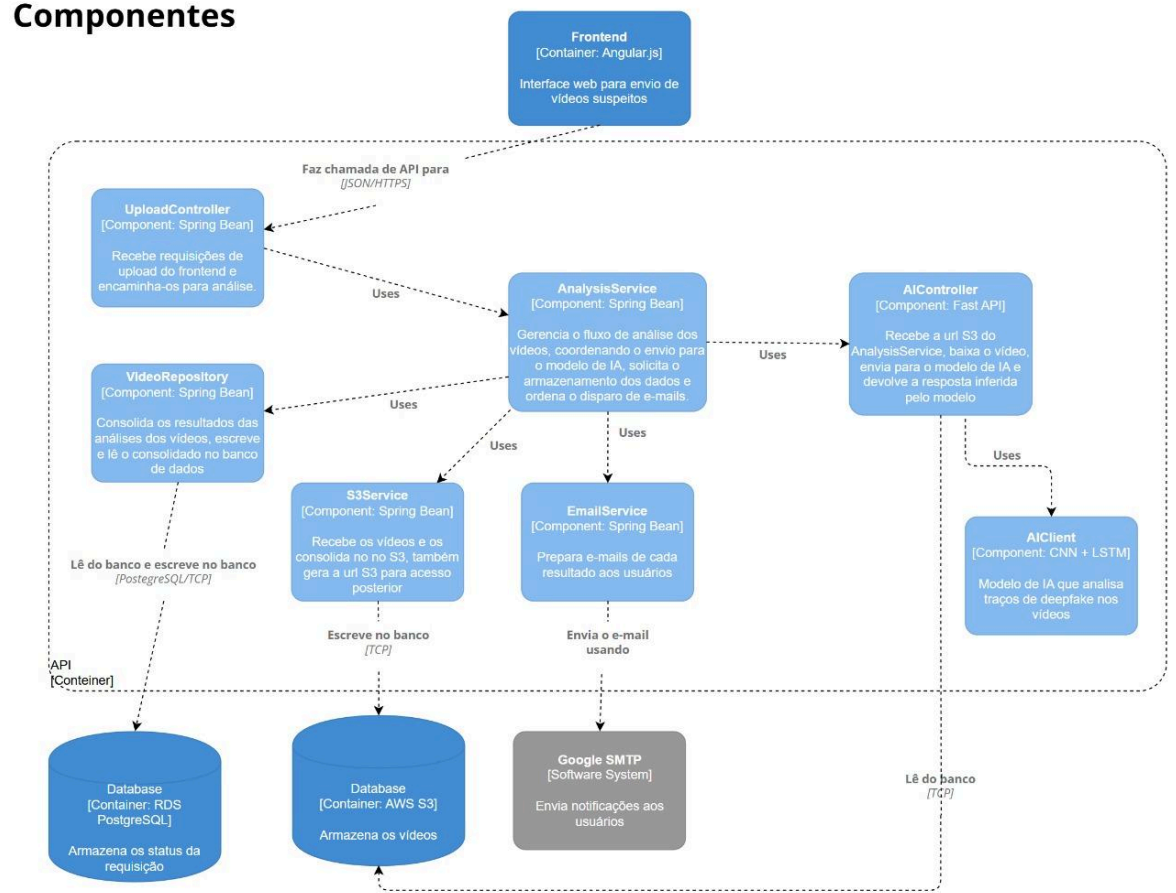 Componentes
Frontend
[Container: Angular.js]
Interface web para envio de
vídeos suspeitos
Faz chamada de API para
[JSON/HTTPS]
UploadController
[Component: Spring Bean]
Recebe requisições de
upload do frontend e
encaminha-os para análise.
Uses
AnalysisService
[Component: Spring Bean]
Gerencia o fluxo de análise dos
vídeos, coordenando o envio para
o modelo de IA, solicita o
armazenamento dos dados e
ordena o disparo de e-mails.
Uses
AIController
[Component: Fast API]
Recebe a url S3 do
AnalysisService, baixa o vídeo,
envia para o modelo de IA e
devolve a resposta inferida
pelo modelo
VideoRepository
[Component: Spring Bean]
Consolida os resultados das
análises dos vídeos, escreve
e lê o consolidado no banco
de dados
Uses
Uses
Uses
Uses
S3Service
[Component: Spring Bean]
Recebe os vídeos e os
consolida no no S3, também
gera a url S3 para acesso
posterior
EmailService
[Component: Spring Bean]
Prepara e-mails de cada
resultado aos usuários
AIClient
[Component: CNN + LSTM]
Modelo de IA que analisa
traços de deepfake nos
vídeos
Lê do banco e escreve no banco
[PostegreSQL/TCP]
Escreve no banco
[TCP]
Envia o e-mail
usando
API
[Conteiner]
Database
[Container: RDS
PostgreSQL]
Armazena os status da
requisição
Database
[Container: AWS S3]
Armazena os vídeos
Google SMTP
[Software System]
Envia notificações aos
usuários
Lê do banco
[TCP]